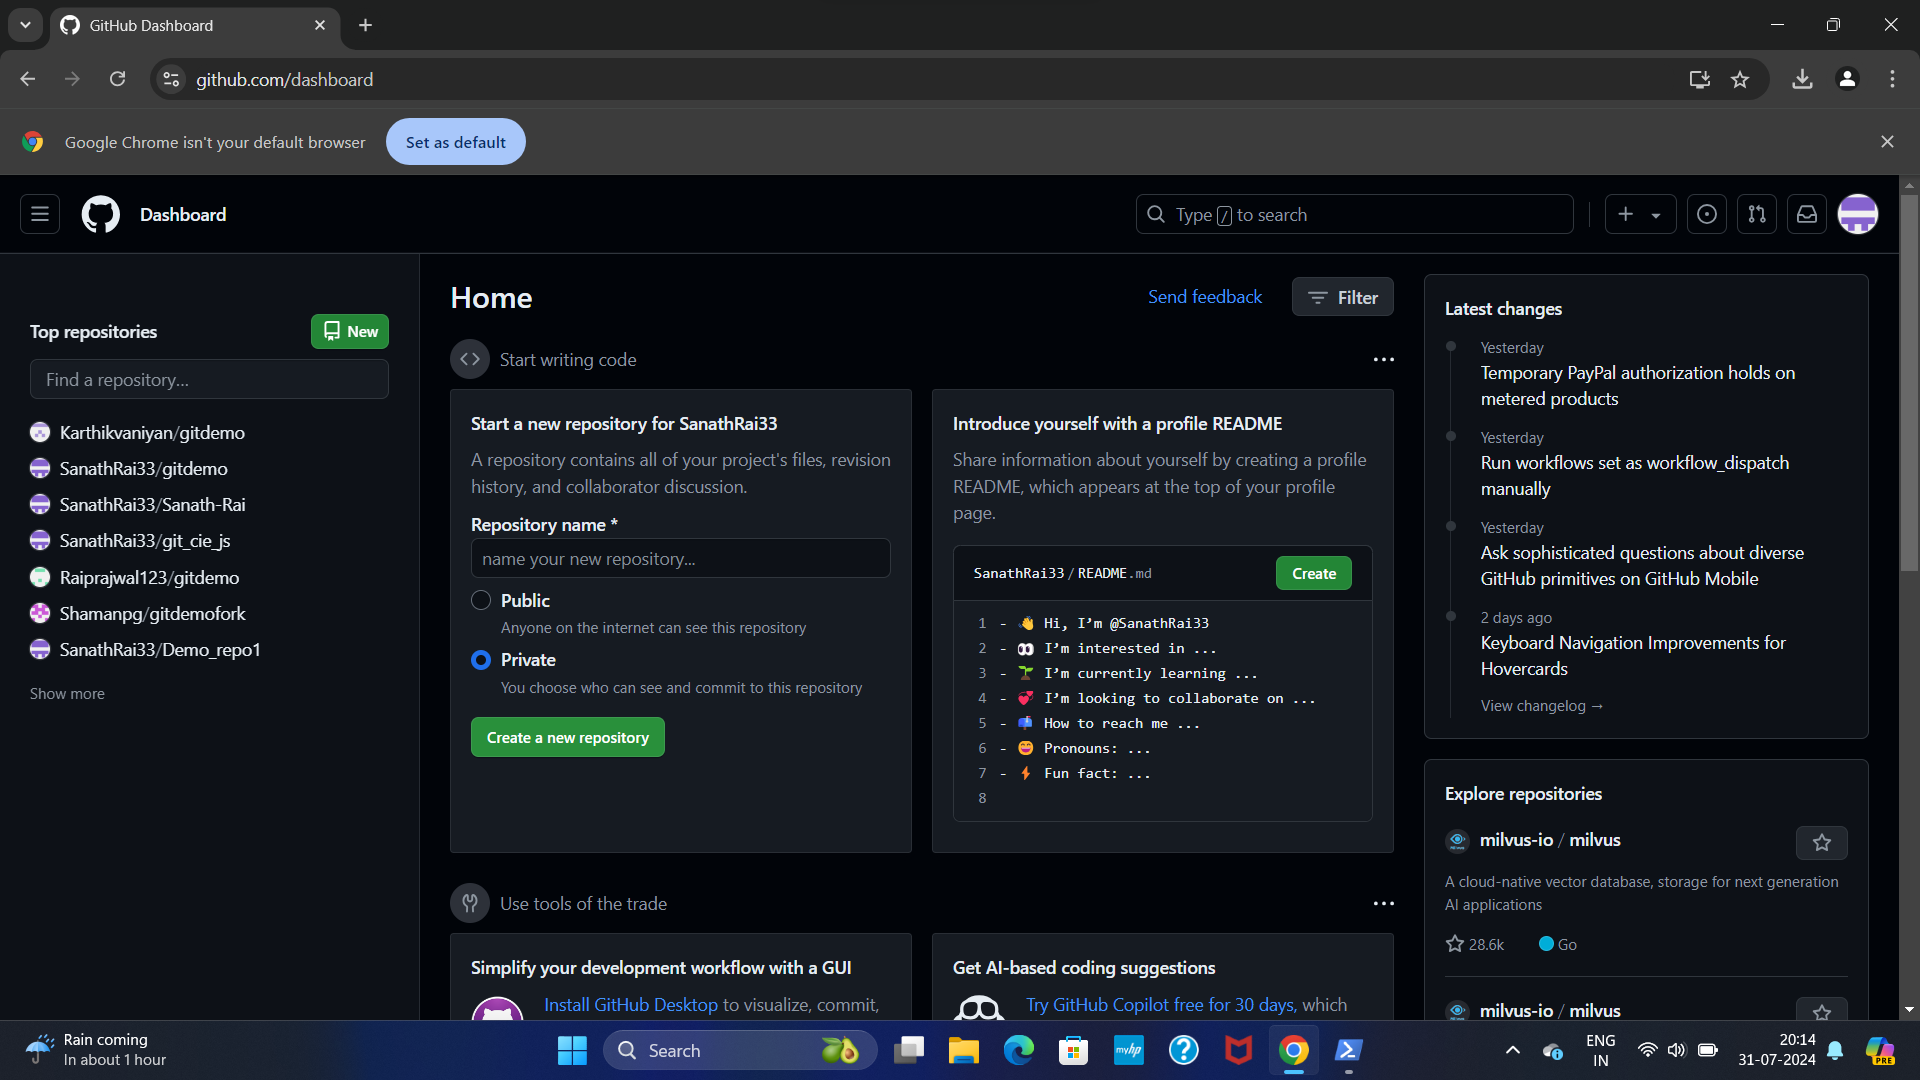 GitHub Dashboard
github.com/dashboard
Google Chrome isn't your default browser
Set as default
Dashboard
Type / to search
Top repositories
New
Find a repository...
Karthikvaniyan/gitdemo
SanathRai33/gitdemo
SanathRai33/Sanath-Rai
SanathRai33/git_cie_js
Raiprajwal123/gitdemo
Shamanpg/gitdemofork
SanathRai33/Demo_repo1
Show more
Home
Send feedback
Filter
Start writing code
Start a new repository for SanathRai33
A repository contains all of your project's files, revision
history, and collaborator discussion.
Repository name *
name your new repository...
Public
Anyone on the internet can see this repository
Private
You choose who can see and commit to this repository
Create a new repository
Introduce yourself with a profile README
Share information about yourself by creating a profile
README, which appears at the top of your profile
page.
SanathRai33 / README.md
Create
1 - 👋 Hi, I’m @SanathRai33
2 - 👀 I’m interested in ...
3 - 🌱 I’m currently learning ...
4 - 💞️ I’m looking to collaborate on ...
5 - 📫 How to reach me ...
6 - 😄 Pronouns: ...
7 - ⚡ Fun fact: ...
8
Use tools of the trade
Simplify your development workflow with a GUI
Install GitHub Desktop to visualize, commit,
Get AI-based coding suggestions
Try GitHub Copilot free for 30 days, which
Latest changes
Yesterday
Temporary PayPal authorization holds on
metered products
Yesterday
Run workflows set as workflow_dispatch
manually
Yesterday
Ask sophisticated questions about diverse
GitHub primitives on GitHub Mobile
2 days ago
Keyboard Navigation Improvements for
Hovercards
View changelog →
Explore repositories
milvus-io / milvus
A cloud-native vector database, storage for next generation
AI applications
28.6k
Go
milvus-io / milvus
Rain coming
In about 1 hour
Search
myhp
ENG
IN
20:14
31-07-2024
PRE